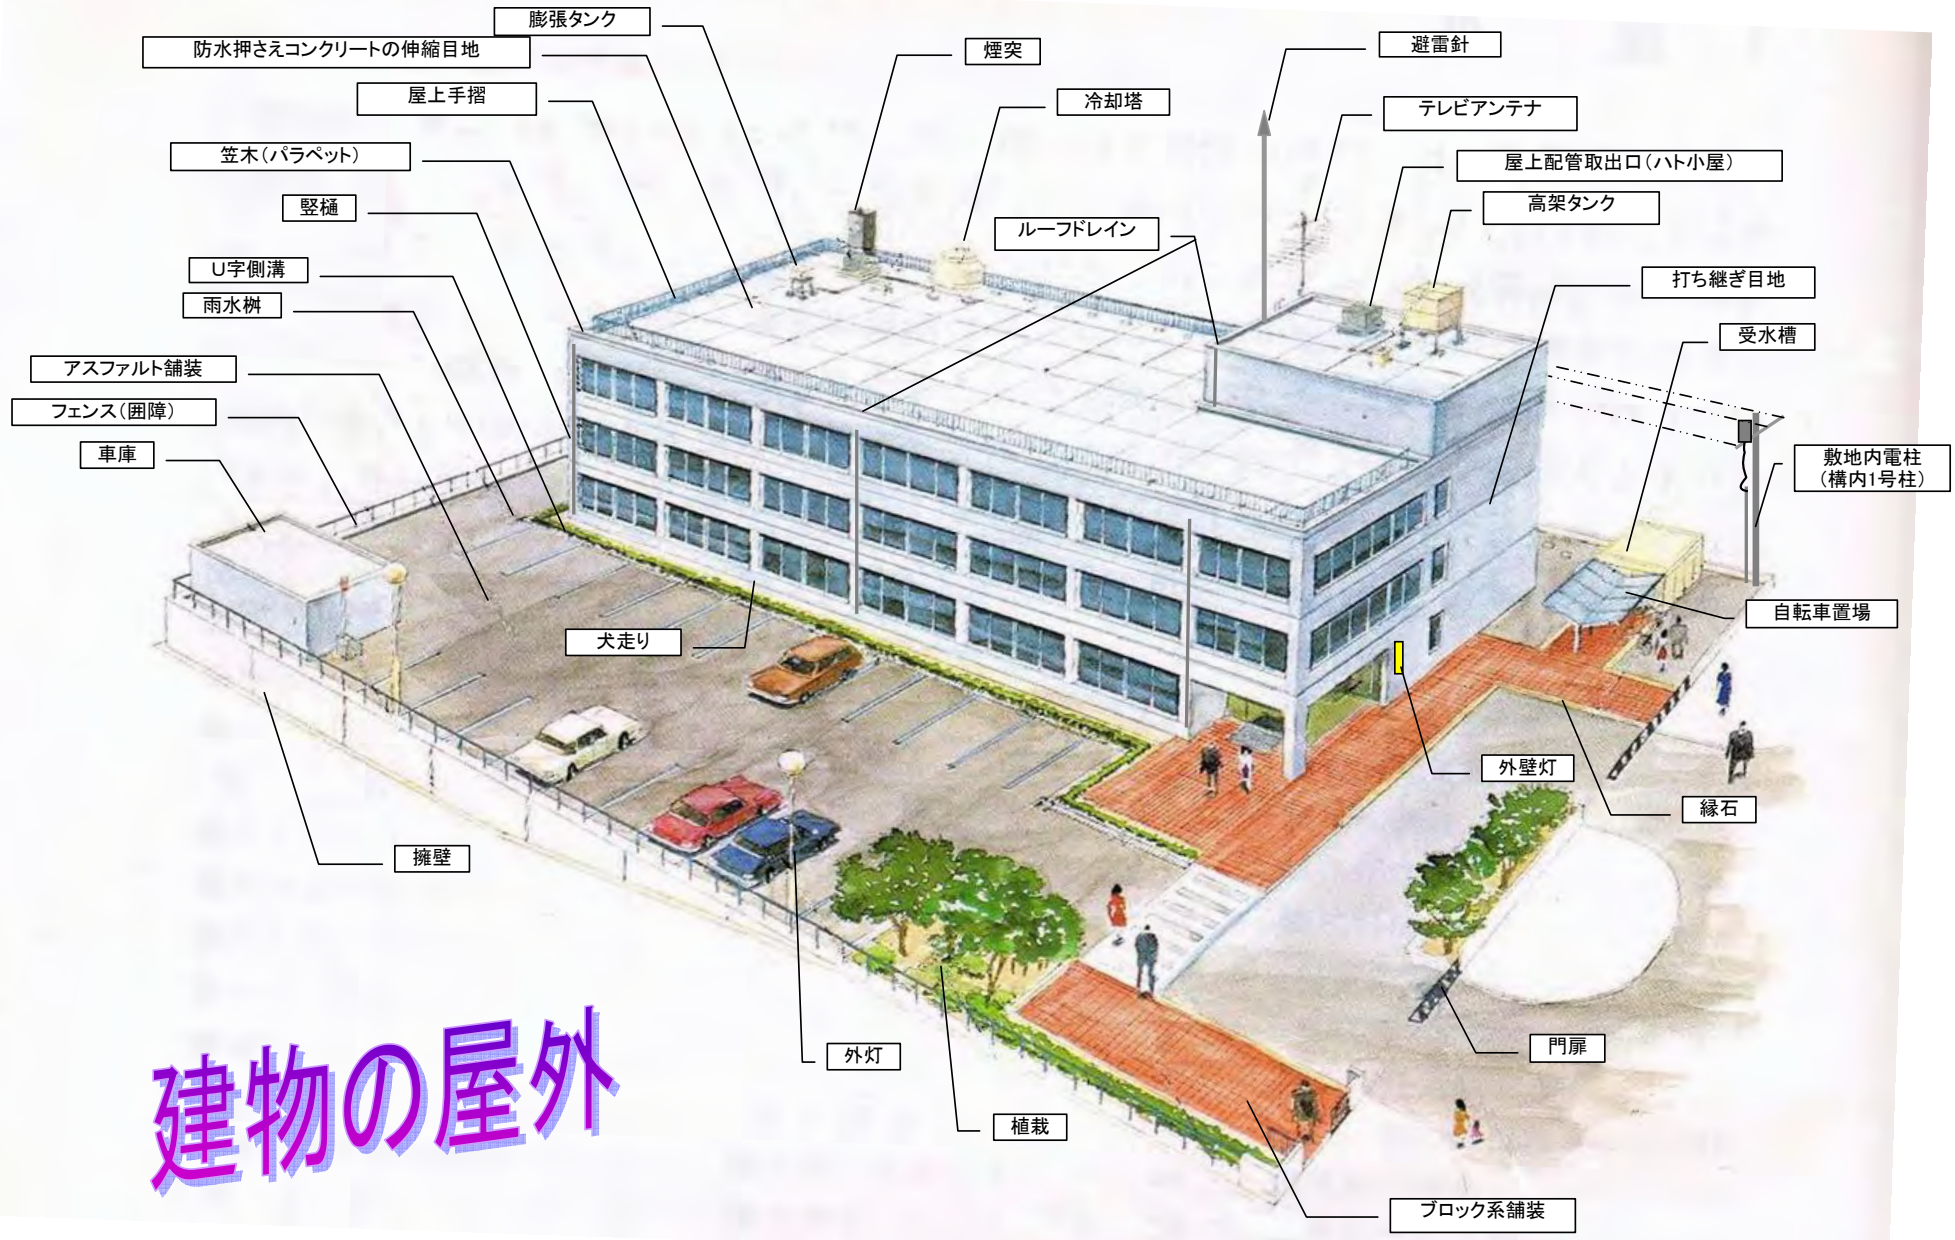 膨張タンク
防水押さえコンクリートの伸縮目地
煙突
避雷針
屋上手摺
冷却塔
テレビアンテナ
笠木(パラペット)
屋上配管取出口(ハト小屋)
竪樋
高架タンク
ルーフドレイン
U字側溝
打ち継ぎ目地
雨水桝
受水槽
アスファルト舗装
フェンス(囲障)
車庫
敷地内電柱
(構内1号柱)
自転車置場
犬走り
外壁灯
縁石
擁壁
門扉
外灯
植栽
ブロック系舗装
建物の屋外